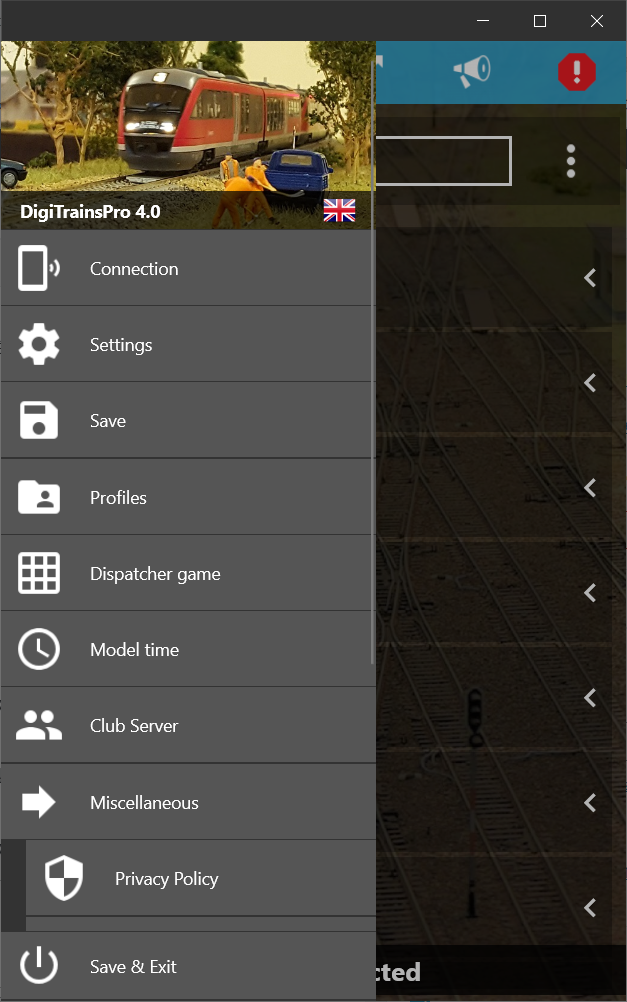 DigiTrainsPro 4.0
Connection
Settings
Save
Profiles
Dispatcher game
Model time
Club Server
Miscellaneous
Privacy Policy
Save & Exit
cted